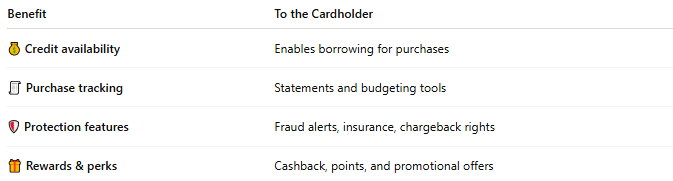 Benefit To the Cardholder
💰 Credit availability Enables borrowing for purchases
🧾 Purchase tracking Statements and budgeting tools
🛡️ Protection features Fraud alerts, insurance, chargeback rights
🎁 Rewards & perks Cashback, points, and promotional offers